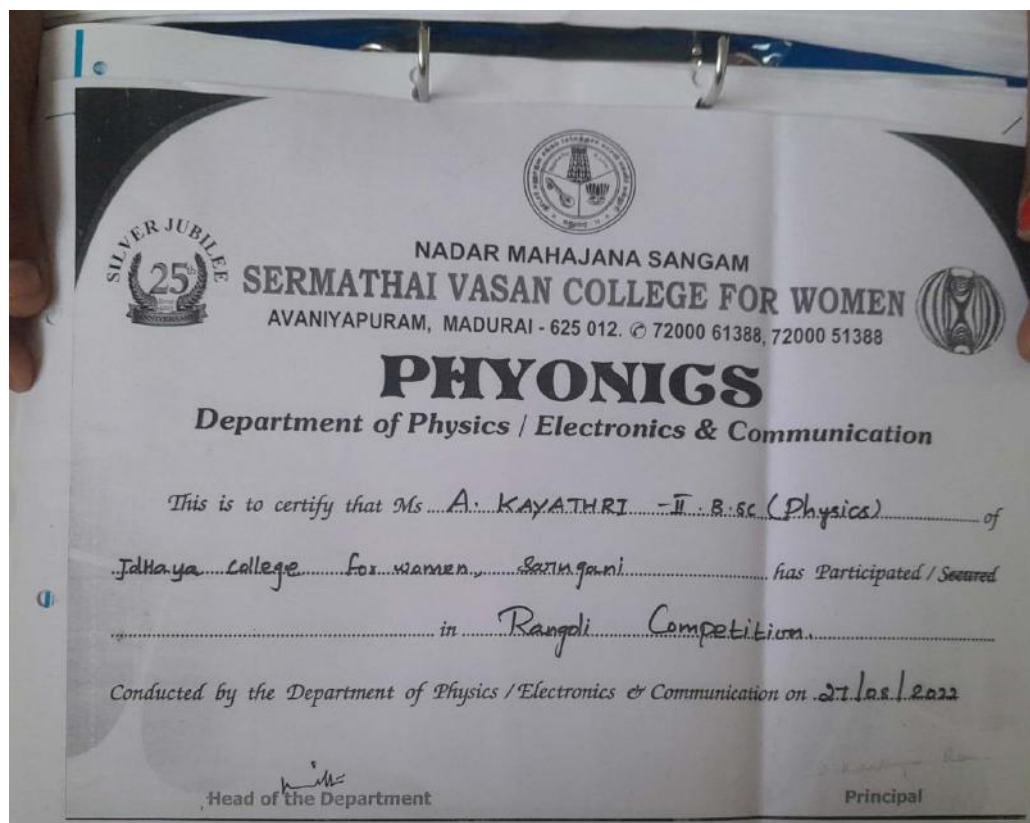 NADAR MAHAJANA SANGAM
SILVER JUBILEE
25th
ANNIVERSARY
SERMATHAI VASAN COLLEGE FOR WOMEN
AVANIYAPURAM, MADURAI - 625 012. ✆ 72000 61388, 72000 51388
PHYONICS
Department of Physics / Electronics & Communication
This is to certify that Ms A. KAYATHRI - II . B.Sc (Physics) of
Idhaya College for women, has Participated / Secured
in Rangoli Competition.
Conducted by the Department of Physics / Electronics & Communication on 27/08/2022
Head of the Department
Principal